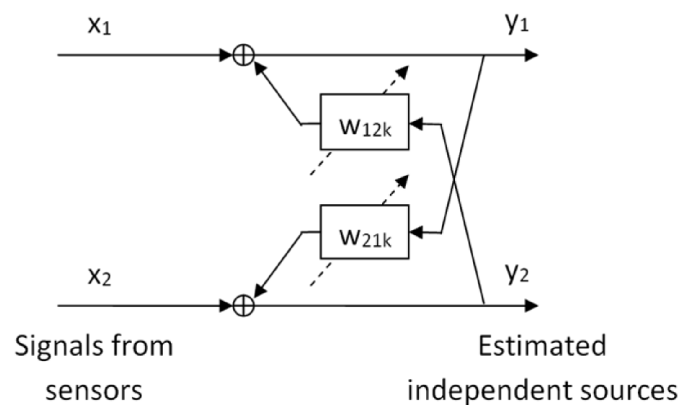 x₁
y₁
w₁₂ₖ
w₂₁ₖ
x₂
y₂
Signals from
sensors
Estimated
independent sources